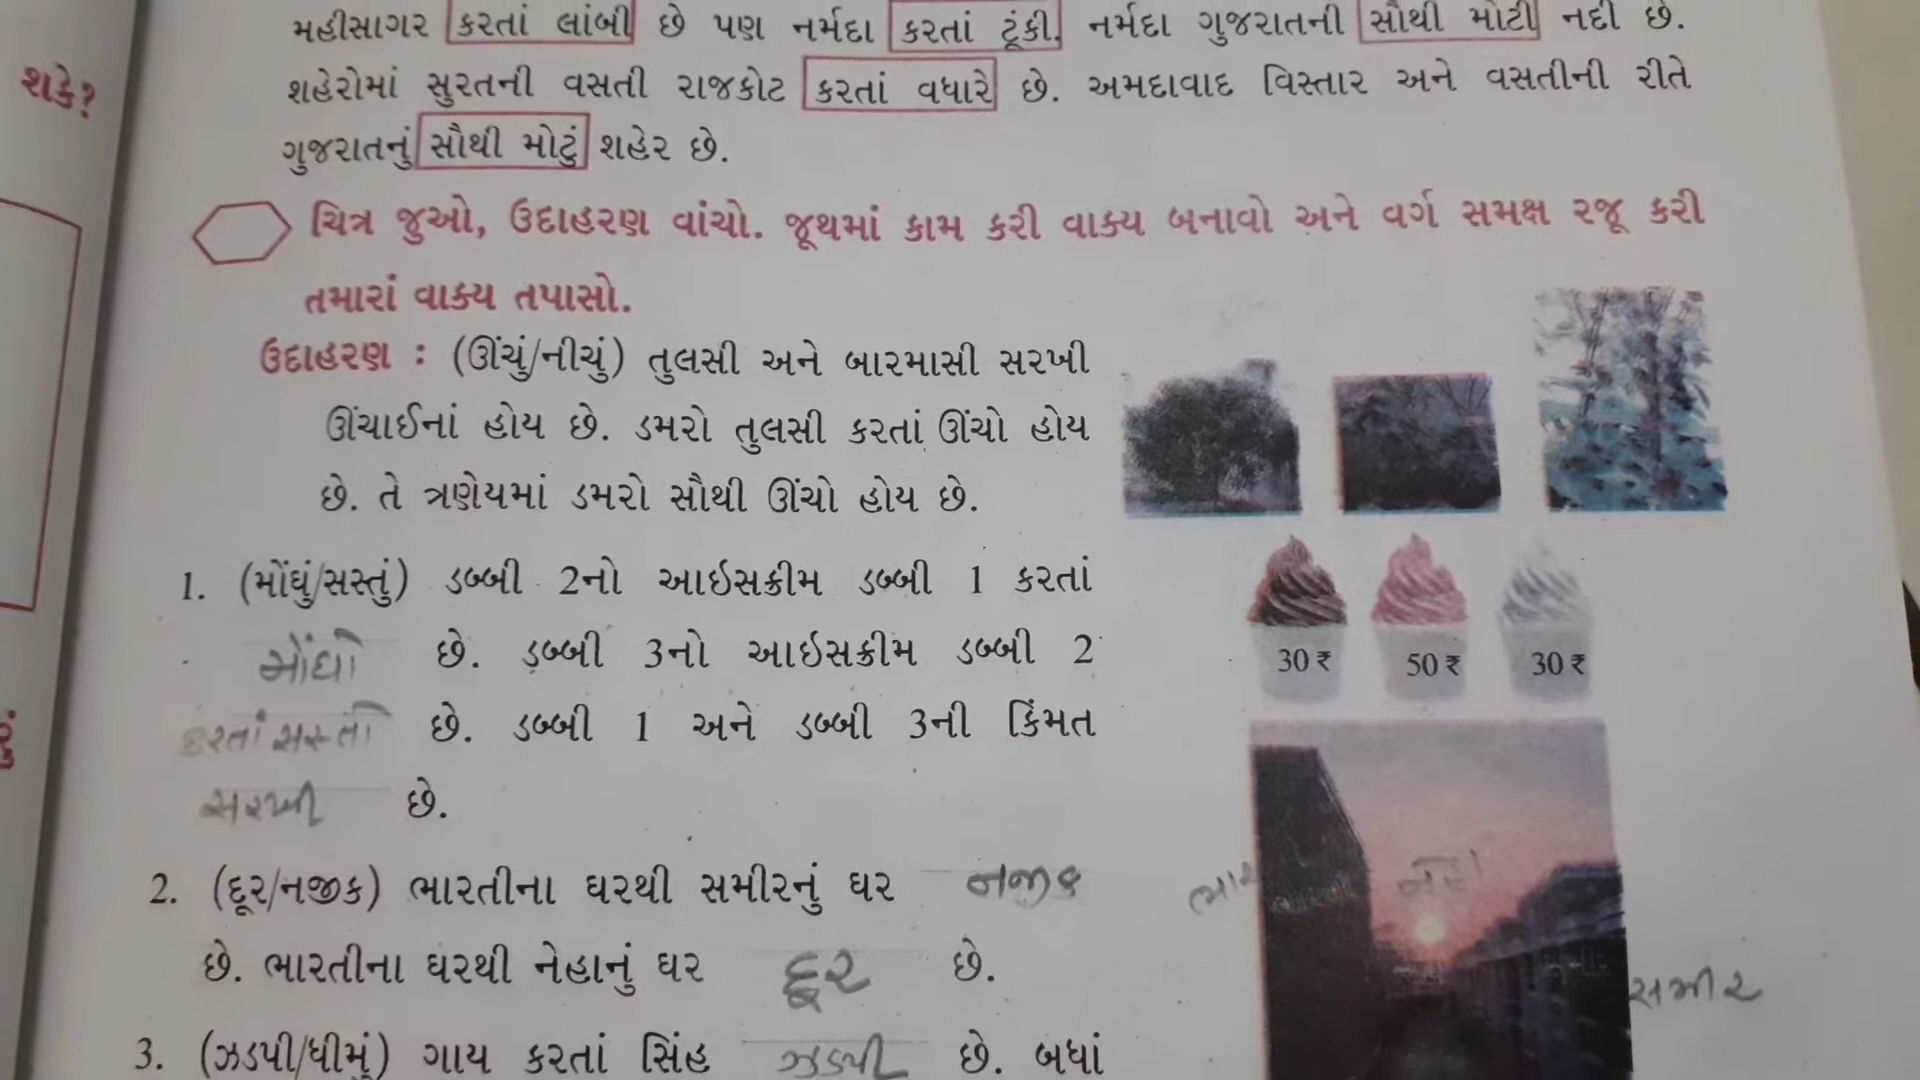 મહીસાગર કરતાં લાંબી છે પણ નર્મદા કરતાં ટૂંકી. નર્મદા ગુજરાતની સૌથી મોટી નદી છે.
શકે?
શહેરોમાં સુરતની વસતી રાજકોટ કરતાં વધારે છે. અમદાવાદ વિસ્તાર અને વસતીની રીતે
ગુજરાતનું સૌથી મોટું શહેર છે.
ચિત્ર જુઓ, ઉદાહરણ વાંચો. જૂથમાં કામ કરી વાક્ય બનાવો અને વર્ગ સમક્ષ રજૂ કરી
તમારાં વાક્ય તપાસો.
ઉદાહરણ : (ઊંચું/નીચું) તુલસી અને બારમાસી સરખી
ઊંચાઈનાં હોય છે. ડમરો તુલસી કરતાં ઊંચો હોય
છે. તે ત્રણેયમાં ડમરો સૌથી ઊંચો હોય છે.
1. (મોંઘું/સસ્તું) ડબ્બી 2નો આઇસક્રીમ ડબ્બી 1 કરતાં
મોંઘો છે. ડબ્બી 3નો આઇસક્રીમ ડબ્બી 2
30 ₹ 50 ₹ 30 ₹
કરતાં સસ્તો છે. ડબ્બી 1 અને ડબ્બી 3ની કિંમત
સરખી છે.
2. (દૂર/નજીક) ભારતીના ઘરથી સમીરનું ઘર નજીક
છે. ભારતીના ઘરથી નેહાનું ઘર દૂર છે.
સમીર
3. (ઝડપી/ધીમું) ગાય કરતાં સિંહ ઝડપી છે. બધાં